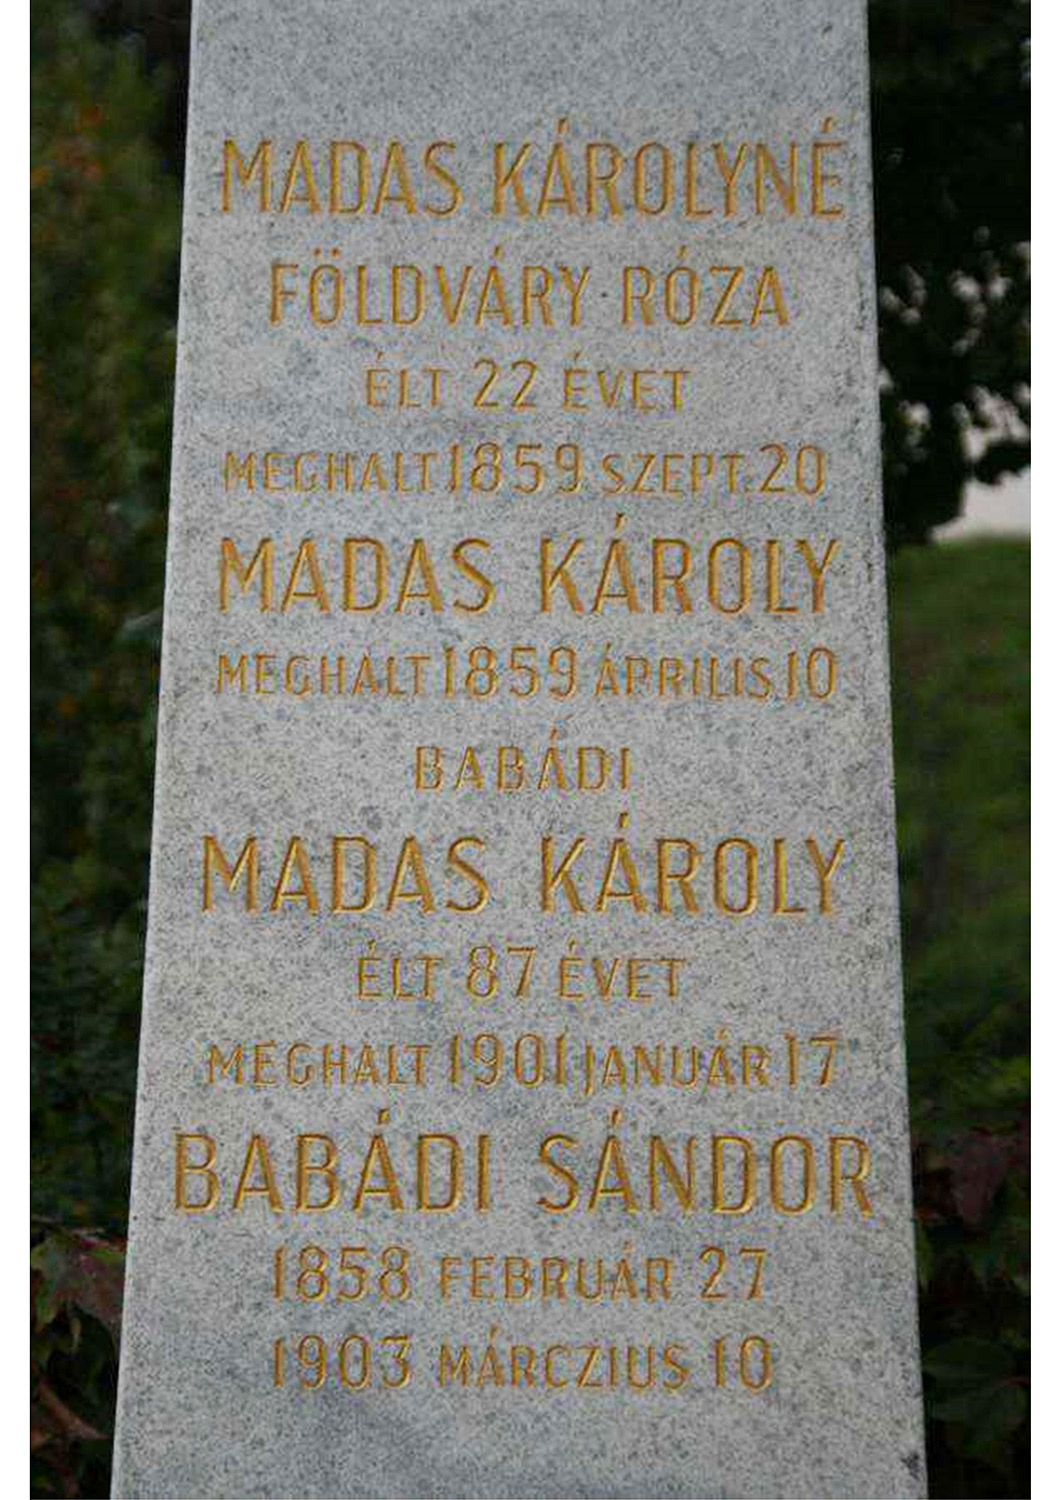 MADAS KÁROLYNÉ
FÖLDVÁRY RÓZA
ÉLT 22 ÉVET
MEGHALT 1859 SZEPT. 20
MADAS KÁROLY
MEGHALT 1859 ÁPRILIS 10
BABÁDI
MADAS KÁROLY
ÉLT 87 ÉVET
MEGHALT 1901 JANUÁR 17
BABÁDI SÁNDOR
1858 FEBRUÁR 27
1903 MÁRCZIUS 10